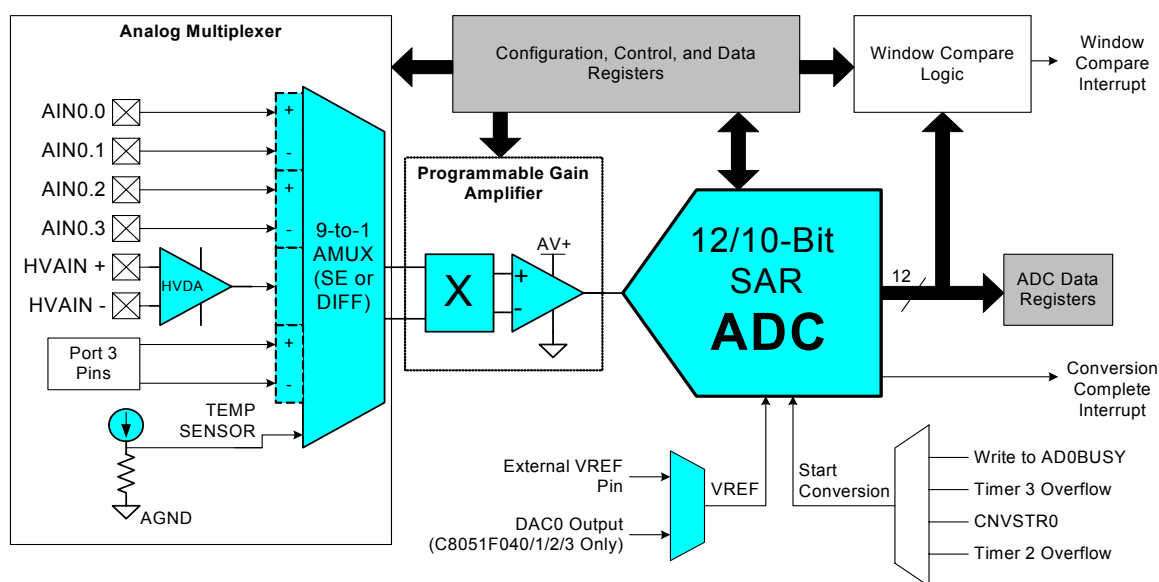 Analog Multiplexer
AIN0.0
AIN0.1
AIN0.2
AIN0.3
HVAIN +
HVAIN -
HVDA
Port 3
Pins
+
-
+
-
+
-
9-to-1
AMUX
(SE or
DIFF)
TEMP
SENSOR
AGND
Configuration, Control, and Data
Registers
Programmable Gain
Amplifier
X
+
-
AV+
Window Compare
Logic
Window
Compare
Interrupt
12/10-Bit
SAR
ADC
12
ADC Data
Registers
Conversion
Complete
Interrupt
External VREF
Pin
DAC0 Output
(C8051F040/1/2/3 Only)
VREF
Start
Conversion
Write to AD0BUSY
Timer 3 Overflow
CNVSTR0
Timer 2 Overflow